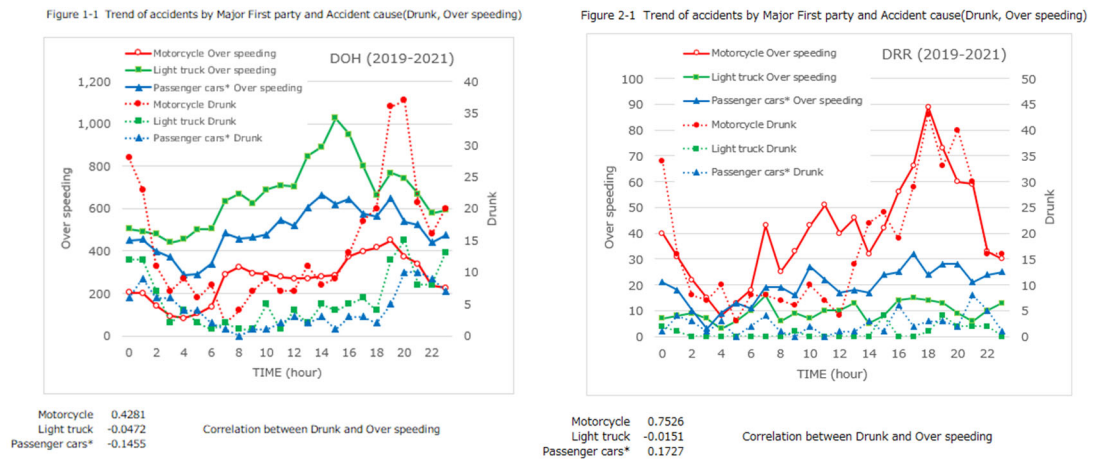 Figure 1-1 Trend of accidents by Major First party and Accident cause(Drunk, Over speeding)
DOH (2019-2021)
Motorcycle Over speeding
Light truck Over speeding
Passenger cars* Over speeding
Motorcycle Drunk
Light truck Drunk
Passenger cars* Drunk
Over speeding
1,200
1,000
800
600
400
200
0
Drunk
40
35
30
25
20
15
10
5
0
0 2 4 6 8 10 12 14 16 18 20 22
TIME (hour)
Motorcycle 0.4281
Light truck -0.0472
Passenger cars* -0.1455
Correlation between Drunk and Over speeding
Figure 2-1 Trend of accidents by Major First party and Accident cause(Drunk, Over speeding)
DRR (2019-2021)
Motorcycle Over speeding
Light truck Over speeding
Passenger cars* Over speeding
Motorcycle Drunk
Light truck Drunk
Passenger cars* Drunk
Over speeding
100
90
80
70
60
50
40
30
20
10
0
Drunk
50
45
40
35
30
25
20
15
10
5
0
0 2 4 6 8 10 12 14 16 18 20 22
TIME (hour)
Motorcycle 0.7526
Light truck -0.0151
Passenger cars* 0.1727
Correlation between Drunk and Over speeding